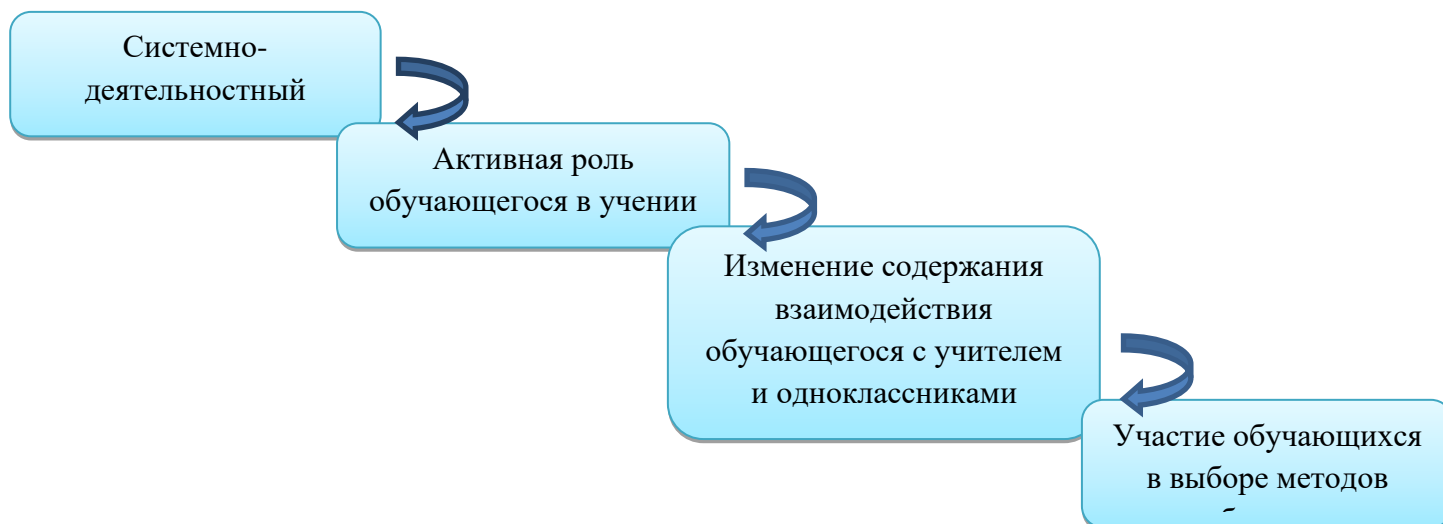 Системно-
деятельностный
Активная роль
обучающегося в учении
Изменение содержания
взаимодействия
обучающегося с учителем
и одноклассниками
Участие обучающихся
в выборе методов